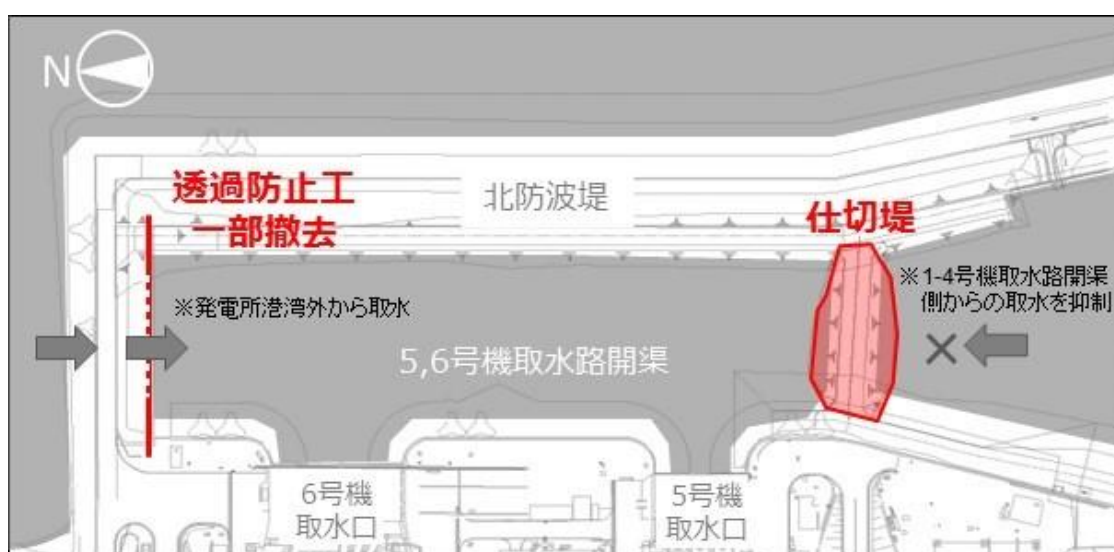 N
透過防止工
一部撤去
北防波堤
仕切堤
※1-4号機取水路開渠
側からの取水を抑制
※発電所港湾外から取水
5,6号機取水路開渠
6号機
取水口
5号機
取水口